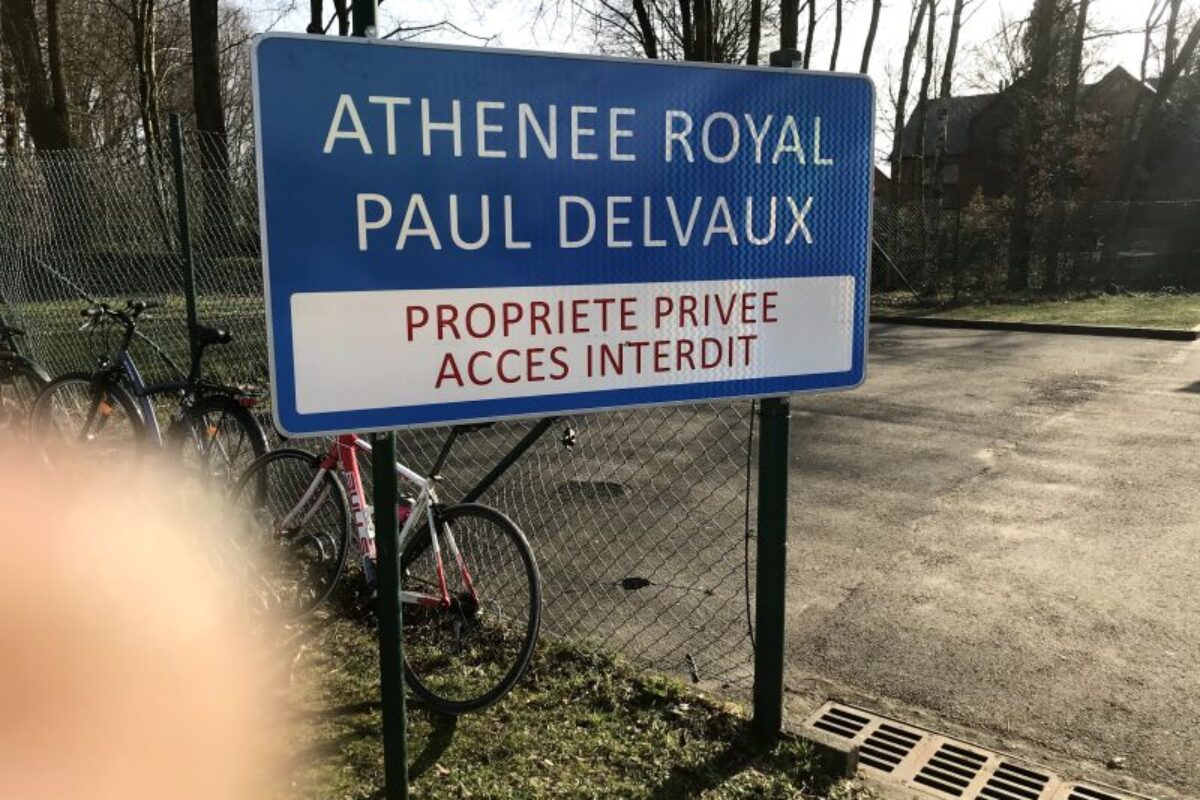 ATHENEE ROYAL
PAUL DELVAUX
PROPRIETE PRIVEE
ACCES INTERDIT